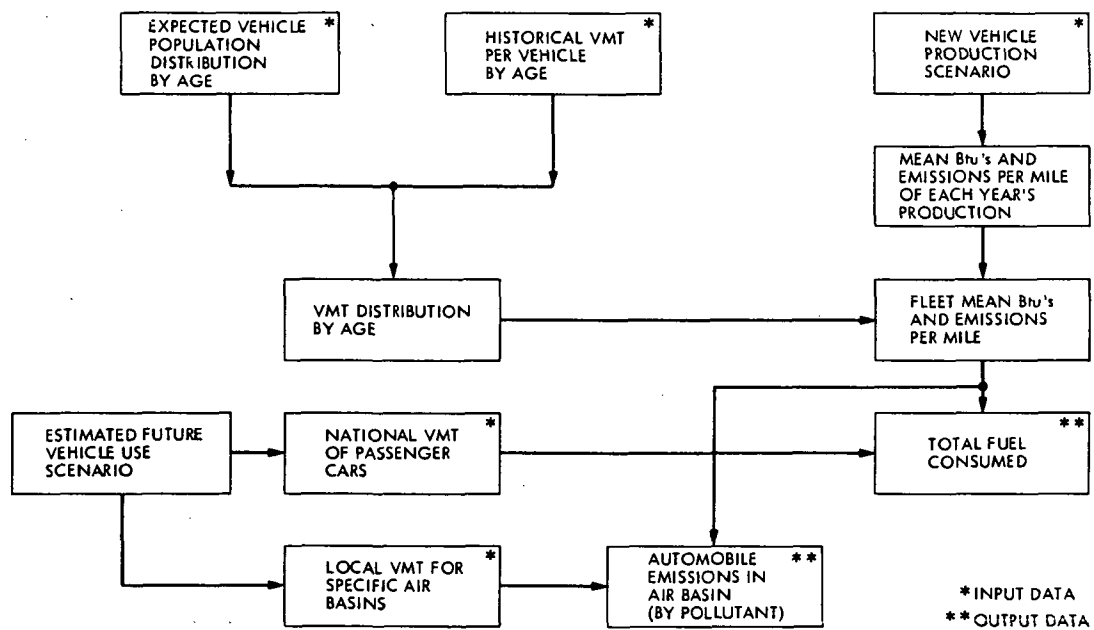 EXPECTED VEHICLE *
POPULATION
DISTRIBUTION
BY AGE
HISTORICAL VMT *
PER VEHICLE
BY AGE
NEW VEHICLE *
PRODUCTION
SCENARIO
MEAN Btu's AND
EMISSIONS PER MILE
OF EACH YEAR'S
PRODUCTION
VMT DISTRIBUTION
BY AGE
FLEET MEAN Btu's
AND EMISSIONS
PER MILE
ESTIMATED FUTURE
VEHICLE USE
SCENARIO
NATIONAL VMT *
OF PASSENGER
CARS
TOTAL FUEL **
CONSUMED
LOCAL VMT FOR *
SPECIFIC AIR
BASINS
AUTOMOBILE **
EMISSIONS IN
AIR BASIN
(BY POLLUTANT)
* INPUT DATA
** OUTPUT DATA